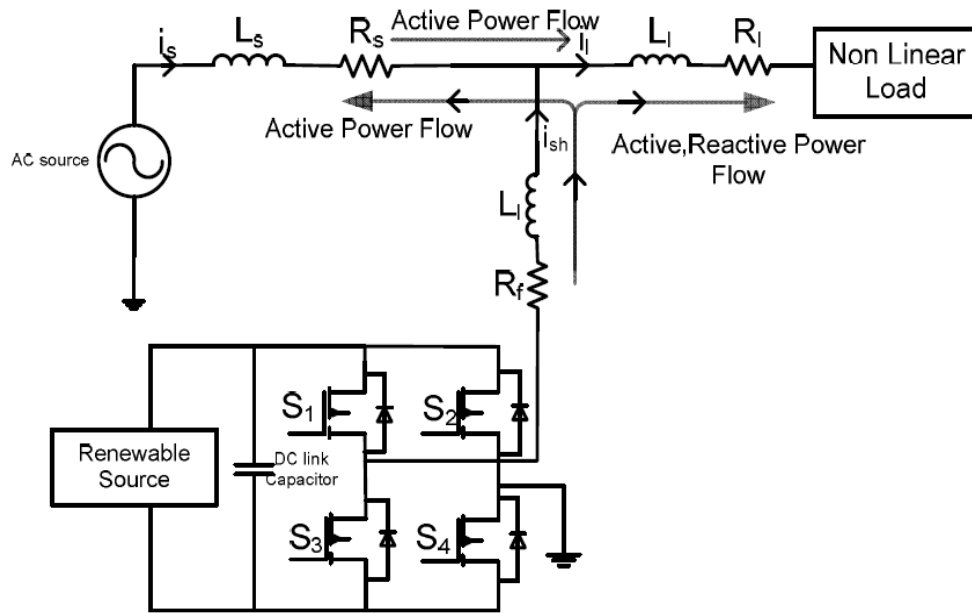 Active Power Flow
i_s
L_s
R_s
i_l
L_l
R_l
Non Linear
Load
Active Power Flow
AC source
i_sh
Active,Reactive Power
Flow
L_l
R_f
S_1
S_2
Renewable
Source
DC link
Capacitor
S_3
S_4